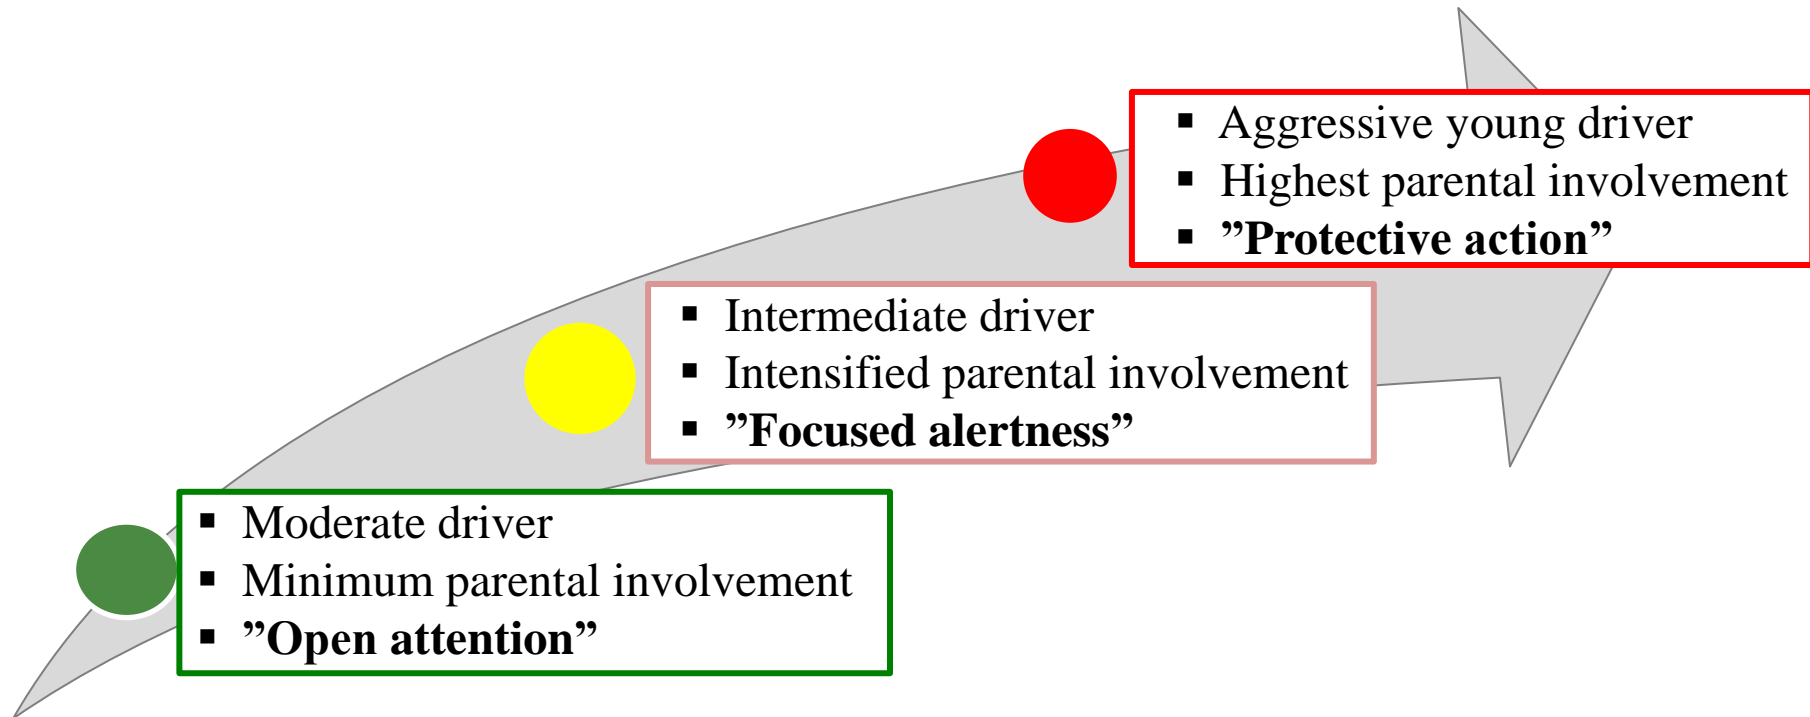 ▪ Aggressive young driver
▪ Highest parental involvement
▪ ”Protective action”
▪ Intermediate driver
▪ Intensified parental involvement
▪ ”Focused alertness”
▪ Moderate driver
▪ Minimum parental involvement
▪ ”Open attention”